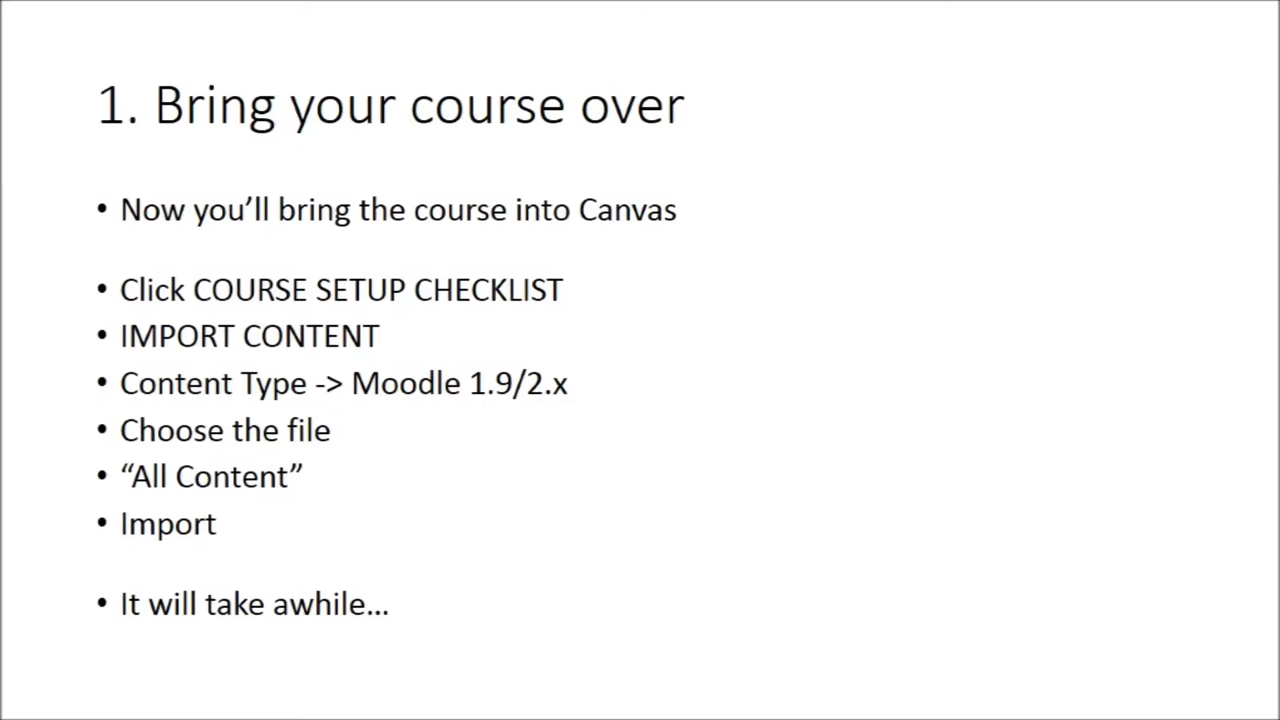 1. Bring your course over
• Now you’ll bring the course into Canvas
• Click COURSE SETUP CHECKLIST
• IMPORT CONTENT
• Content Type -> Moodle 1.9/2.x
• Choose the file
• “All Content”
• Import
• It will take awhile…